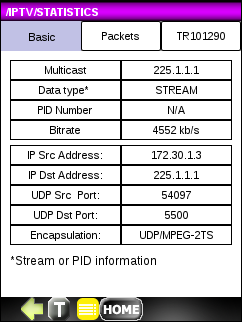 /IPTV/STATISTICS
Basic Packets TR101290
Multicast 225.1.1.1
Data type* STREAM
PID Number N/A
Bitrate 4552 kb/s
IP Src Address: 172.30.1.3
IP Dst Address: 225.1.1.1
UDP Src Port: 54097
UDP Dst Port: 5500
Encapsulation: UDP/MPEG-2TS
*Stream or PID information
T HOME